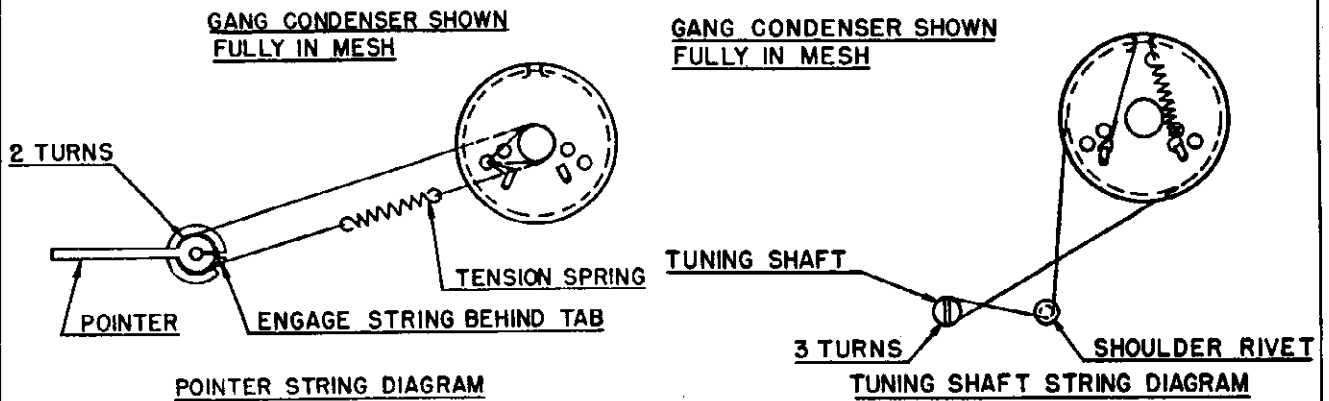 GANG CONDENSER SHOWN
FULLY IN MESH
2 TURNS
TENSION SPRING
POINTER
ENGAGE STRING BEHIND TAB
POINTER STRING DIAGRAM
GANG CONDENSER SHOWN
FULLY IN MESH
TUNING SHAFT
3 TURNS
SHOULDER RIVET
TUNING SHAFT STRING DIAGRAM